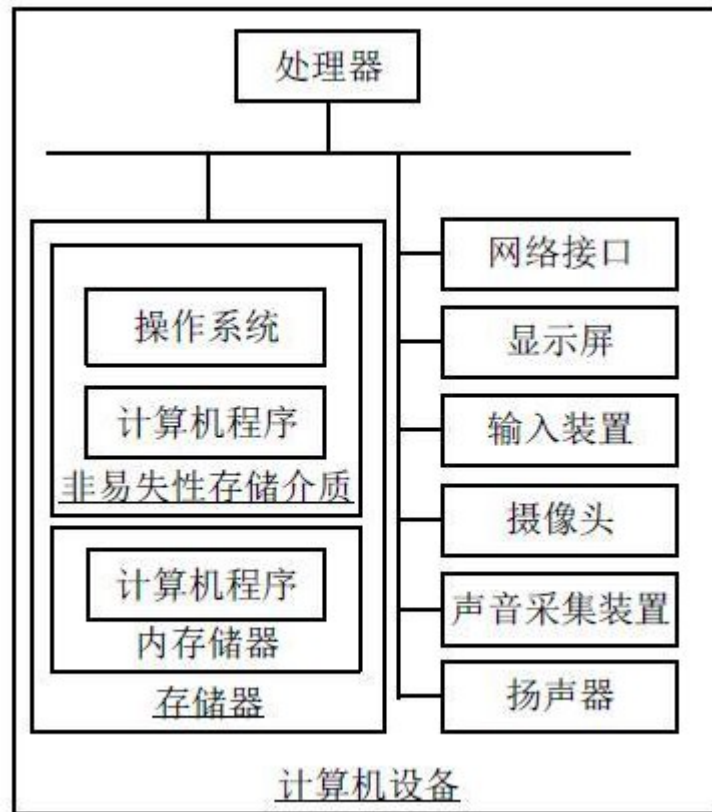 处理器
操作系统
计算机程序
非易失性存储介质
计算机程序
内存储器
存储器
网络接口
显示屏
输入装置
摄像头
声音采集装置
扬声器
计算机设备